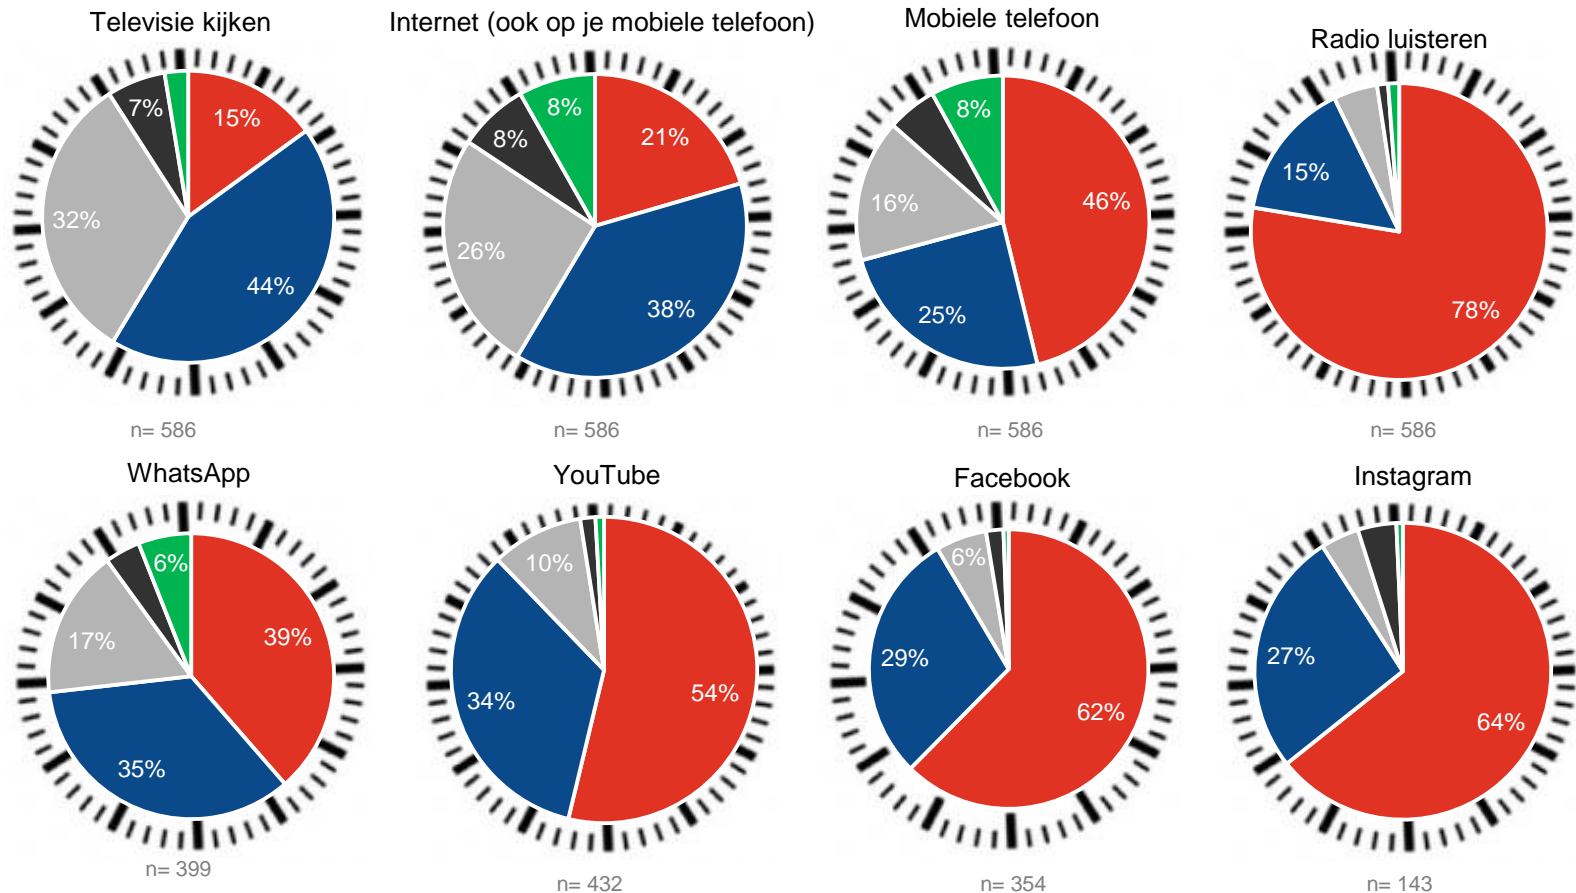 Televisie kijken
Internet (ook op je mobiele telefoon)
Mobiele telefoon
Radio luisteren
7%
15%
32%
44%
8%
8%
21%
26%
38%
8%
16%
46%
25%
15%
78%
n= 586
n= 586
n= 586
n= 586
WhatsApp
YouTube
Facebook
Instagram
6%
17%
39%
35%
10%
34%
54%
6%
29%
62%
27%
64%
n= 399
n= 432
n= 354
n= 143